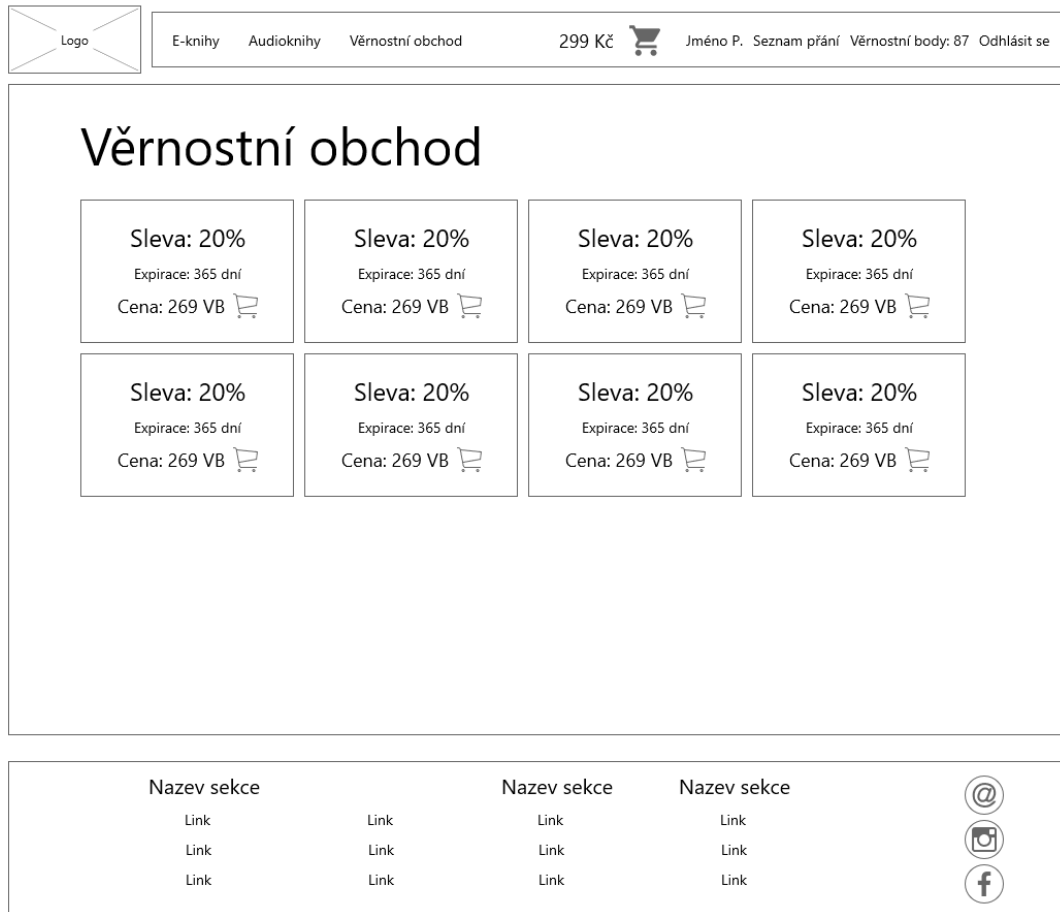 Logo
E-knihy Audioknihy Věrnostní obchod 299 Kč Jméno P. Seznam přání Věrnostní body: 87 Odhlásit se
Věrnostní obchod
Sleva: 20% Sleva: 20% Sleva: 20% Sleva: 20%
Expirace: 365 dní Expirace: 365 dní Expirace: 365 dní Expirace: 365 dní
Cena: 269 VB Cena: 269 VB Cena: 269 VB Cena: 269 VB
Sleva: 20% Sleva: 20% Sleva: 20% Sleva: 20%
Expirace: 365 dní Expirace: 365 dní Expirace: 365 dní Expirace: 365 dní
Cena: 269 VB Cena: 269 VB Cena: 269 VB Cena: 269 VB
Nazev sekce Nazev sekce Nazev sekce
Link Link Link Link
Link Link Link Link
Link Link Link Link